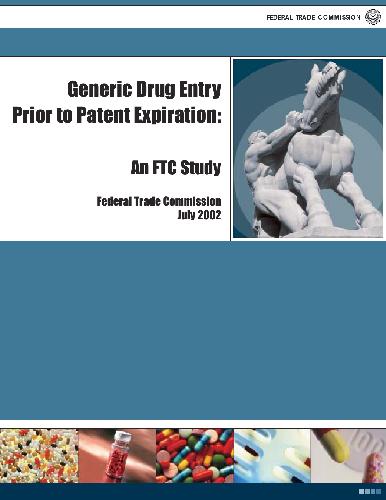 FEDERAL TRADE COMMISSION
Generic Drug Entry
Prior to Patent Expiration:
An FTC Study
Federal Trade Commission
July 2002